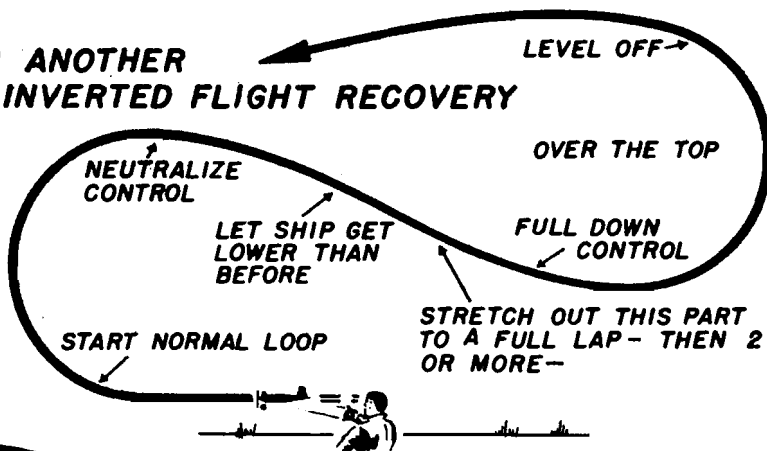 ANOTHER
INVERTED FLIGHT RECOVERY
LEVEL OFF
OVER THE TOP
NEUTRALIZE
CONTROL
LET SHIP GET
LOWER THAN
BEFORE
FULL DOWN
CONTROL
STRETCH OUT THIS PART
TO A FULL LAP - THEN 2
OR MORE—
START NORMAL LOOP